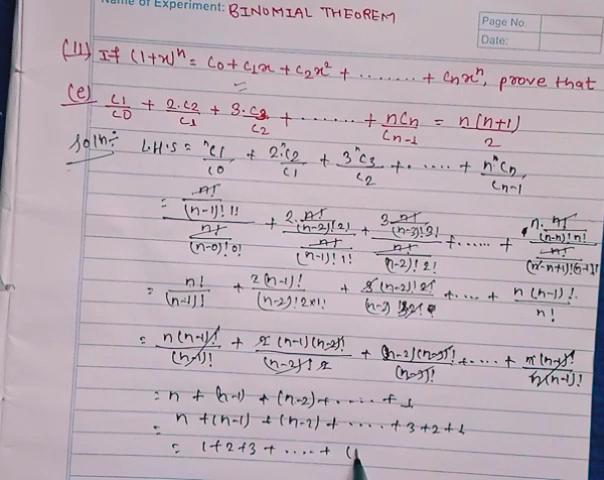 Name of Experiment: BINOMIAL THEOREM
Page No.
Date:
(11) If (1+x)^n = C0 + C1x + C2x² + ........ + Cnx^n, prove that
(e) C1/C0 + 2.C2/C1 + 3.C3/C2 + ...... + nCn/Cn-1 = n(n+1)/2
Soln: L.H.S = ⁿC1/C0 + 2ⁿC2/C1 + 3ⁿC3/C2 + ...... + nⁿCn/Cn-1
= (n!/(n-1)!1!)/(n!/(n-0)!0!) + (2.n!/(n-2)!2!)/(n!/(n-1)!1!) + (3.n!/(n-3)!3!)/(n!/(n-2)!2!) + ...... + (n.n!/(n-n)!n!)/(n!/(n-n+1)!(n-1)!)
= n!/(n-1)! + 2(n-1)!/(n-2)!2×1! + 3(n-2)!2!/(n-3)! + .... + n(n-1)!/n!
= n(n-1)!/(n-1)! + 2(n-1)(n-2)!/(n-2)!2 + (n-2)(n-3)!/(n-3)! + .... + n(n-1)!/n(n-1)!
= n + (n-1) + (n-2) + .... + 1
= n + (n-1) + (n-2) + .... + 3+2+1
= 1+2+3+ .... + (